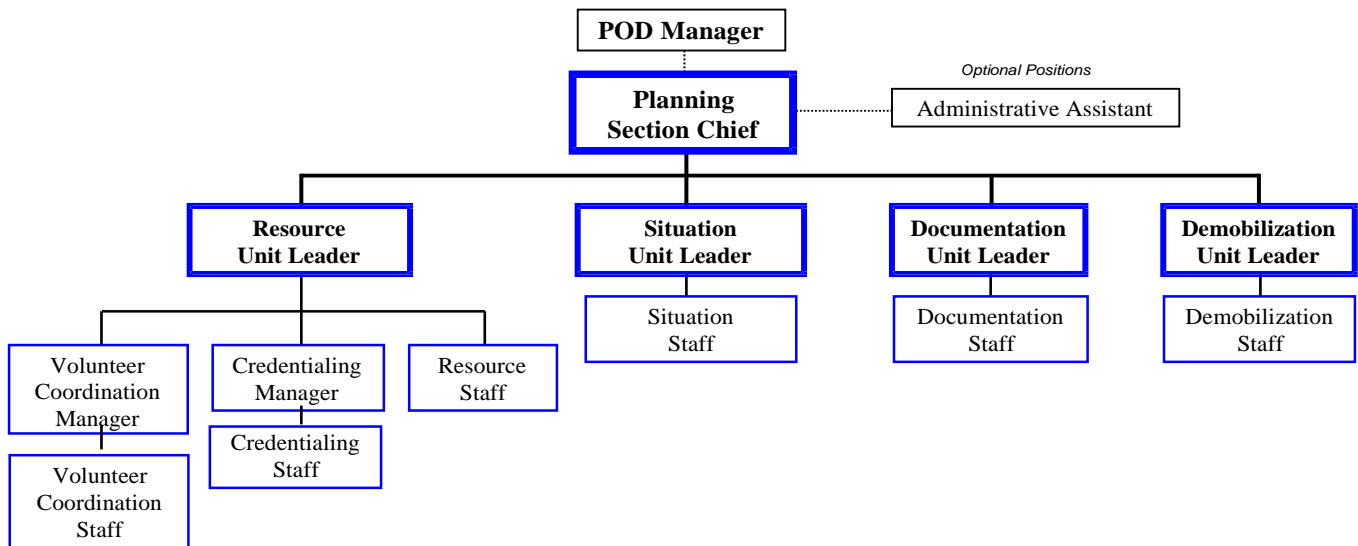 POD Manager
Optional Positions
Planning
Section Chief
Administrative Assistant
Resource
Unit Leader
Situation
Unit Leader
Documentation
Unit Leader
Demobilization
Unit Leader
Situation
Staff
Documentation
Staff
Demobilization
Staff
Volunteer
Coordination
Manager
Credentialing
Manager
Resource
Staff
Credentialing
Staff
Volunteer
Coordination
Staff